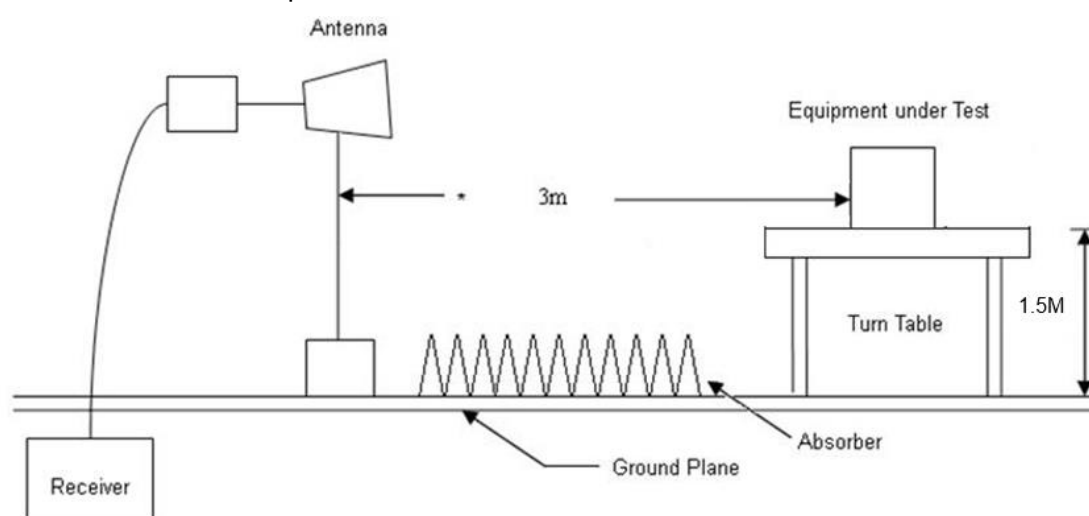 Antenna
Equipment under Test
* 3m
1.5M
Turn Table
Absorber
Ground Plane
Receiver